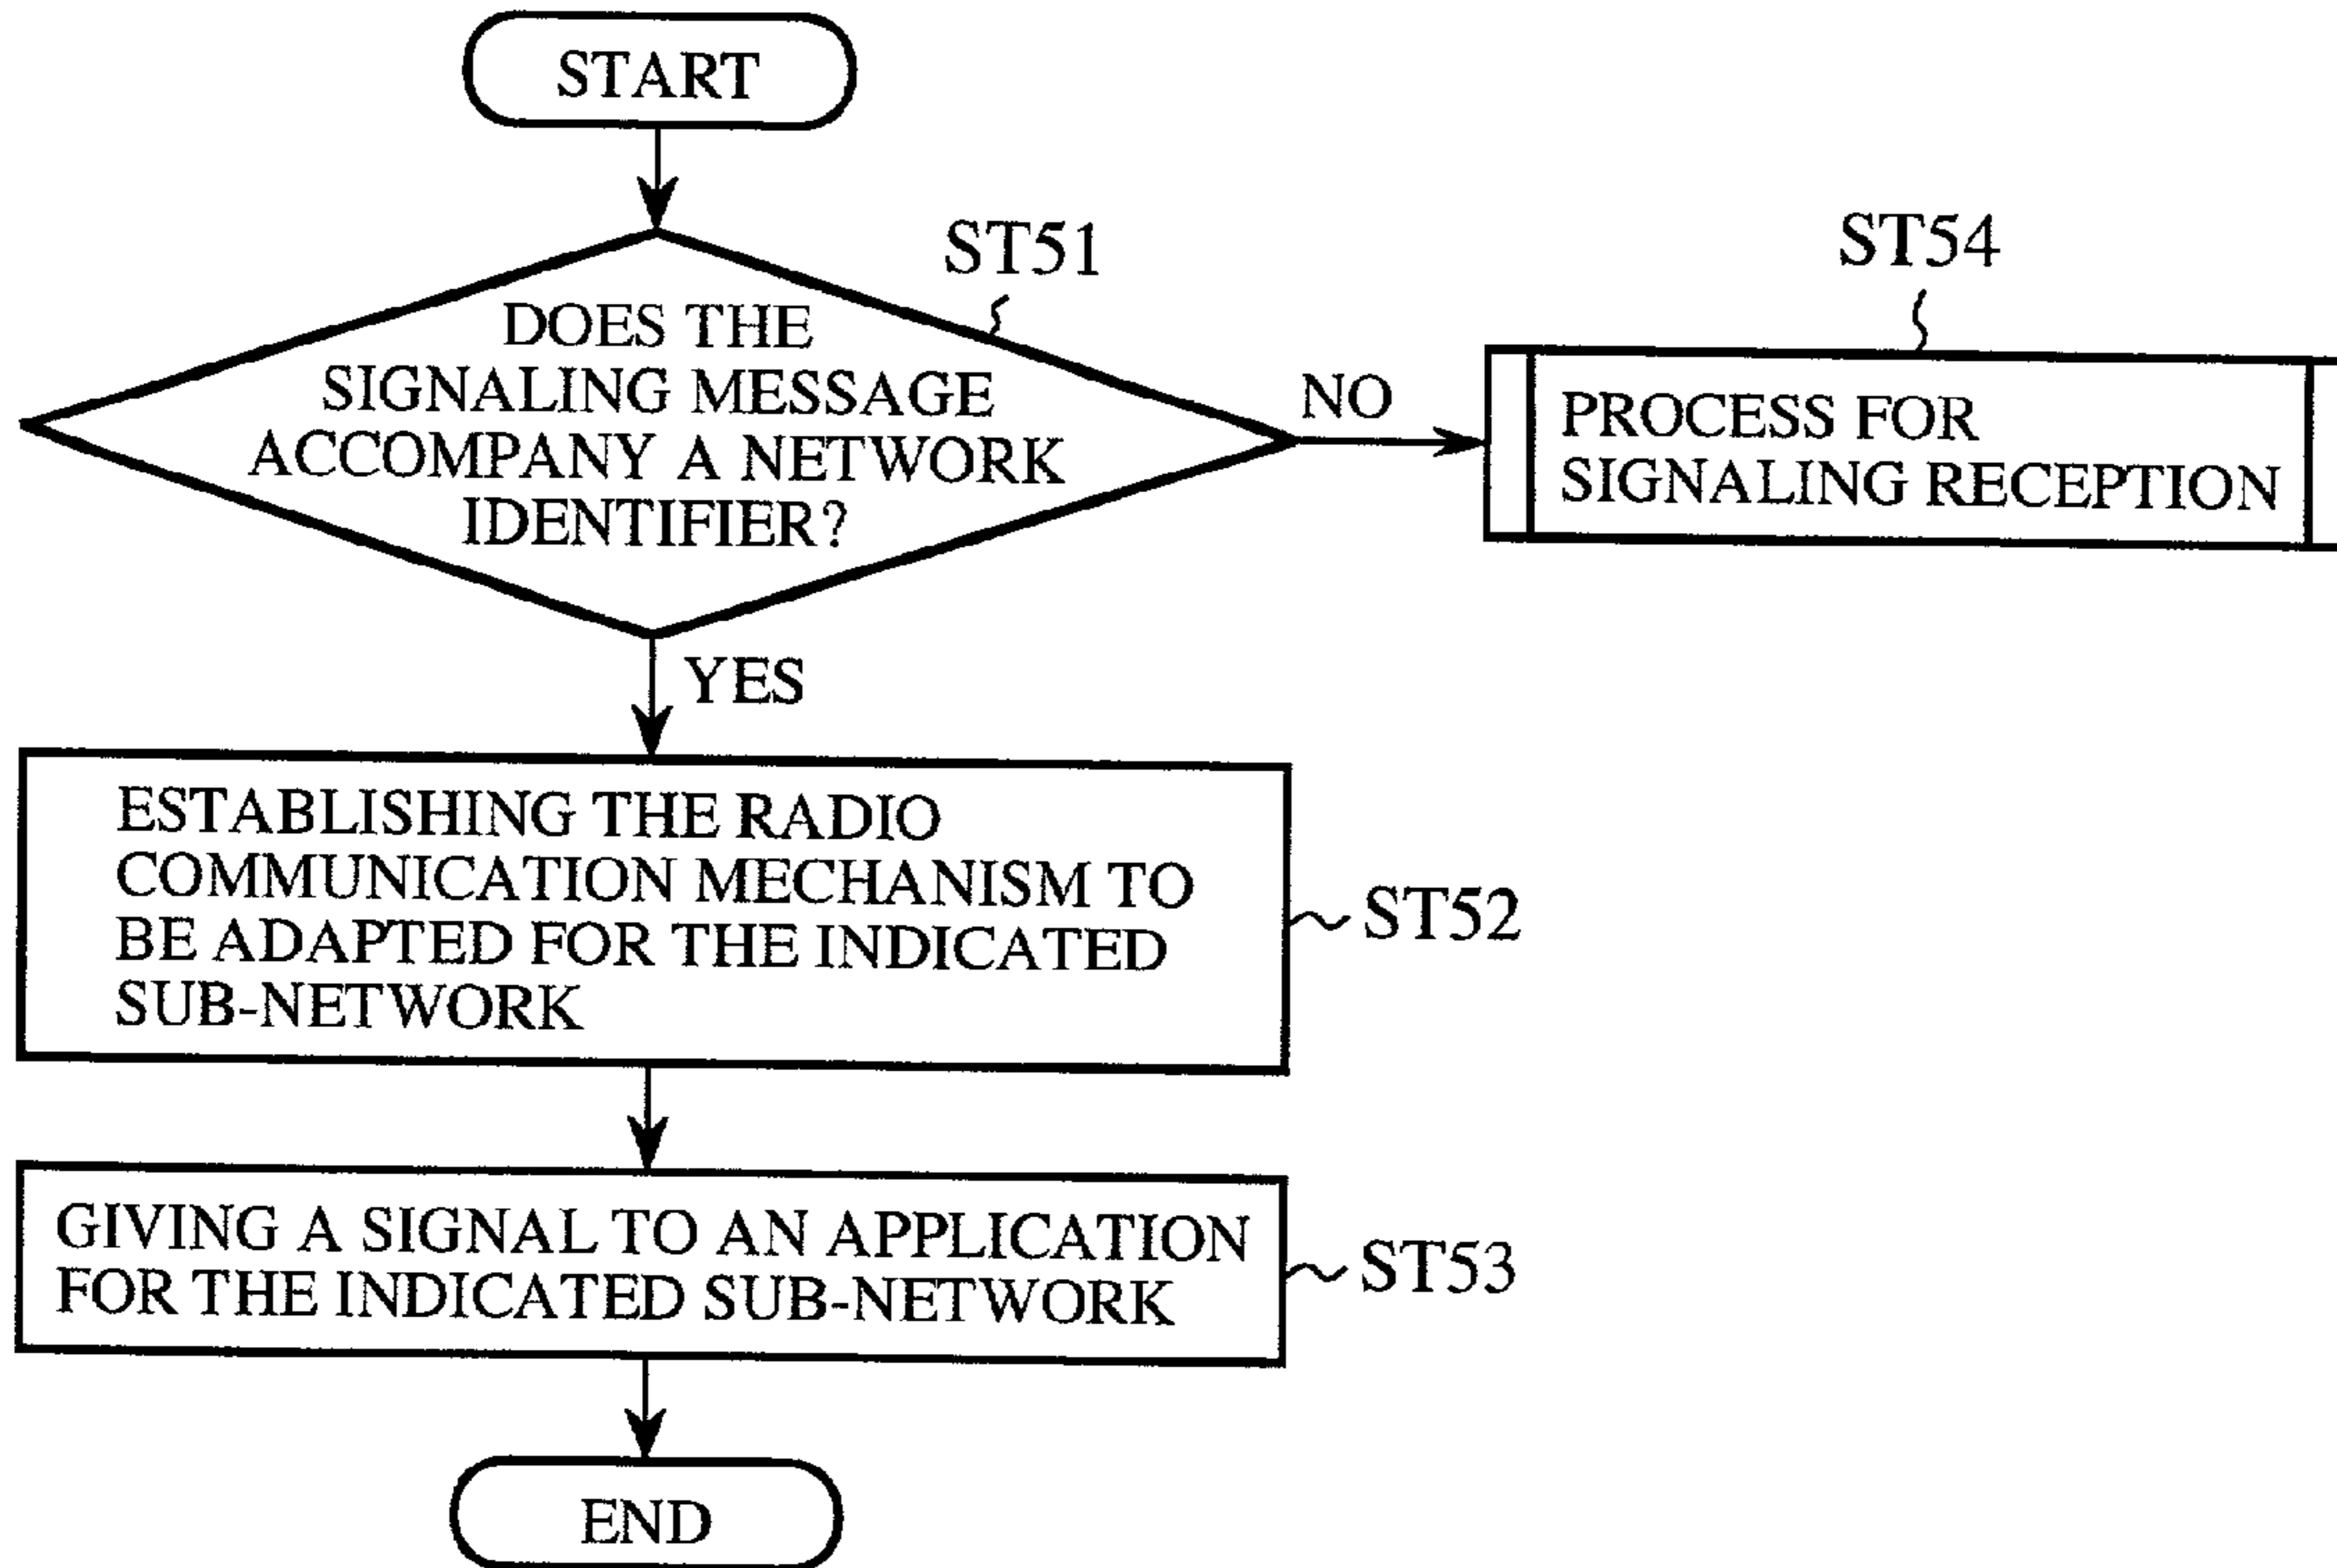 START
ST51
DOES THE
SIGNALING MESSAGE
ACCOMPANY A NETWORK
IDENTIFIER?
NO
ST54
PROCESS FOR
SIGNALING RECEPTION
YES
ESTABLISHING THE RADIO
COMMUNICATION MECHANISM TO
BE ADAPTED FOR THE INDICATED
SUB-NETWORK
ST52
GIVING A SIGNAL TO AN APPLICATION
FOR THE INDICATED SUB-NETWORK
ST53
END